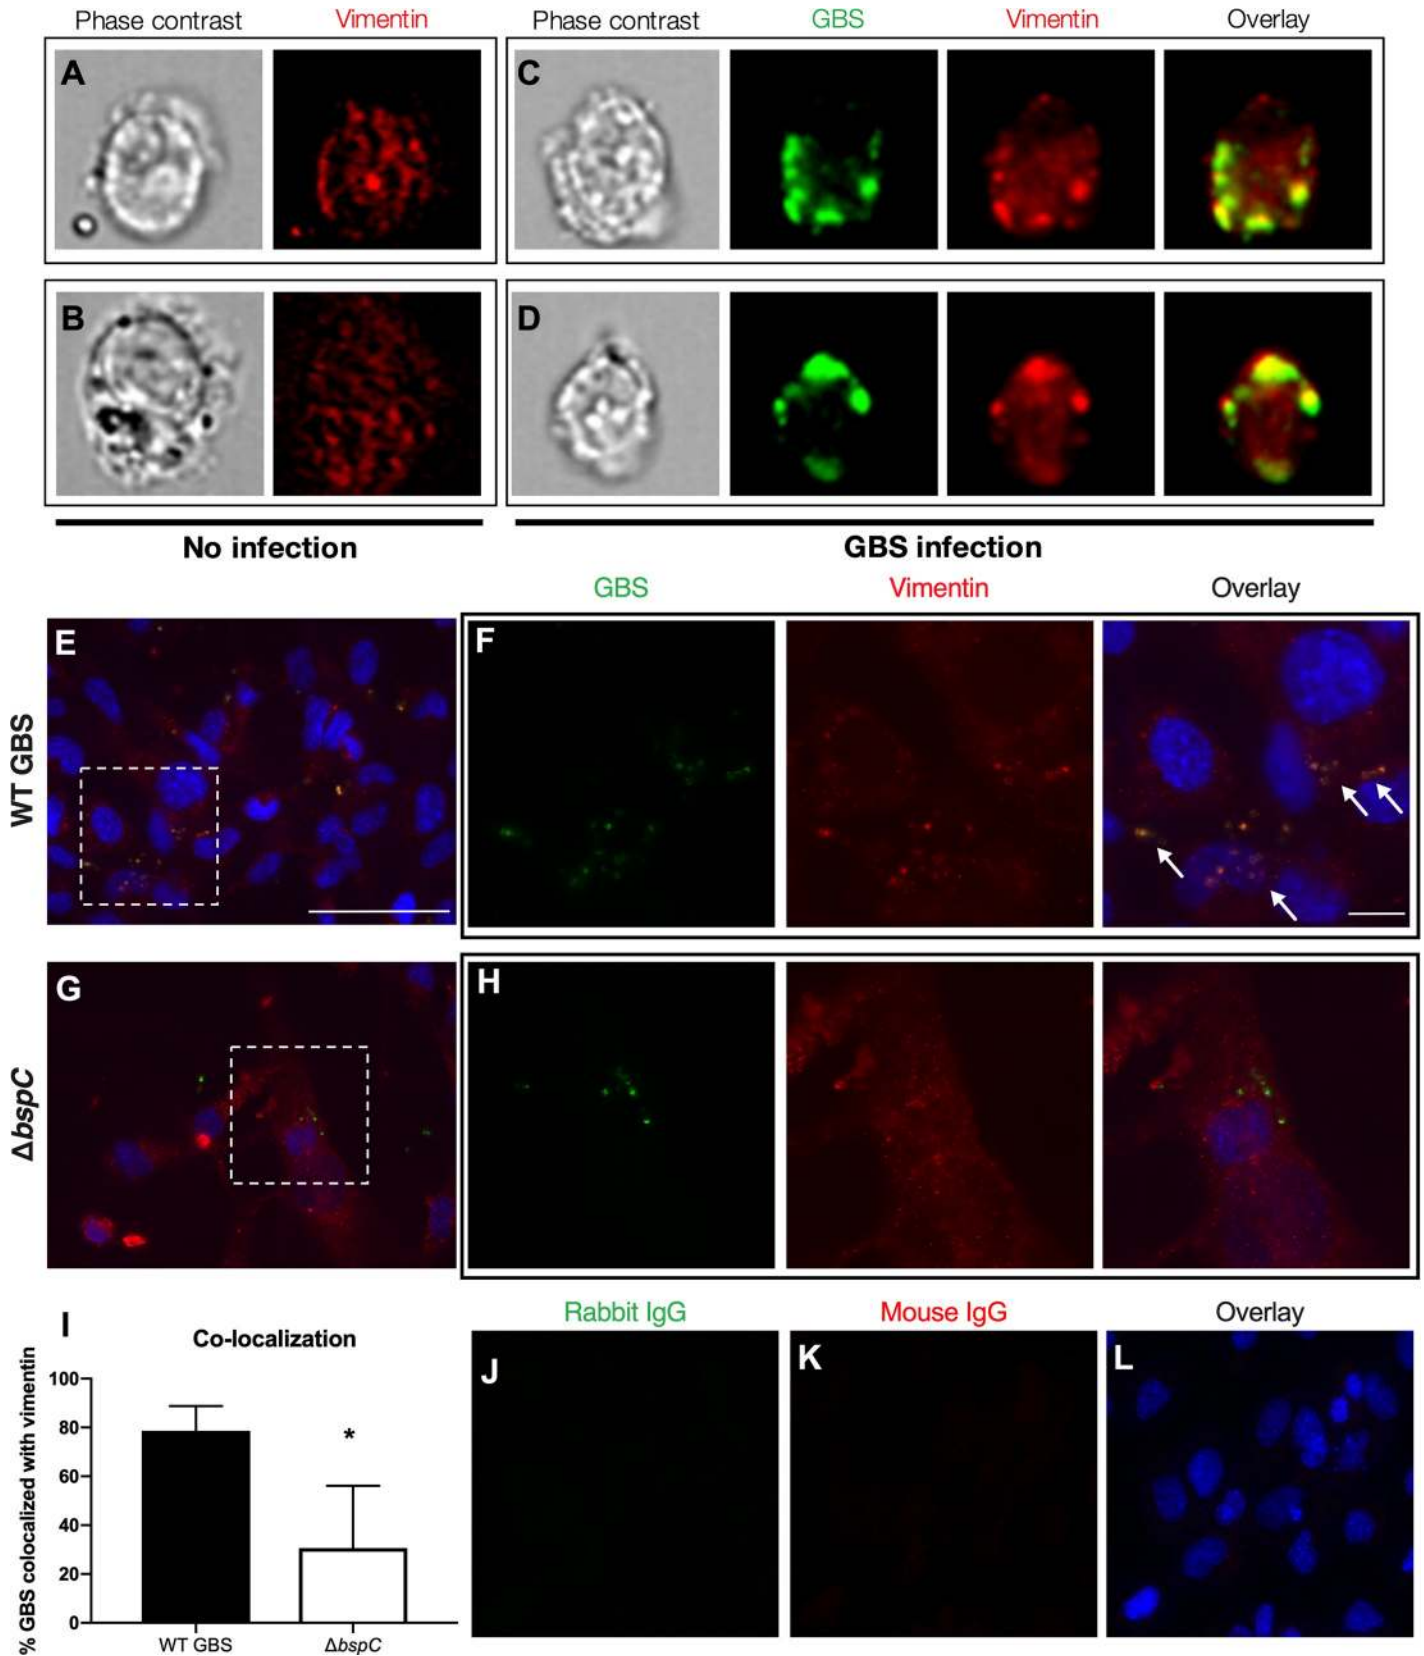 Phase contrast Vimentin Phase contrast GBS Vimentin Overlay
A C
B D
No infection GBS infection
GBS Vimentin Overlay
WT GBS
E F
ΔbspC
G H
I
Co-localization
% GBS colocalized with vimentin
100
80
60
40
20
0
*
WT GBS ΔbspC
Rabbit IgG Mouse IgG Overlay
J K L